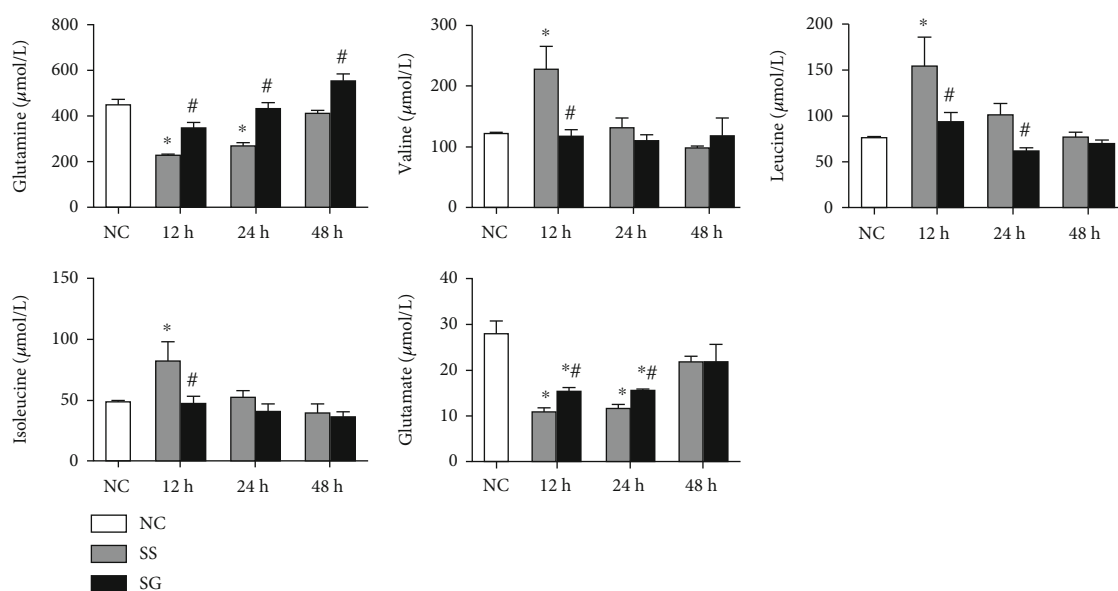 Glutamine (μmol/L)
800
600
400
200
0
*
#
*
#
#
NC
12 h
24 h
48 h
Valine (μmol/L)
300
200
100
0
*
#
NC
12 h
24 h
48 h
Leucine (μmol/L)
200
150
100
50
0
*
#
#
NC
12 h
24 h
48 h
Isoleucine (μmol/L)
150
100
50
0
*
#
NC
12 h
24 h
48 h
Glutamate (μmol/L)
40
30
20
10
0
*
*#
*
*#
NC
12 h
24 h
48 h
NC
SS
SG